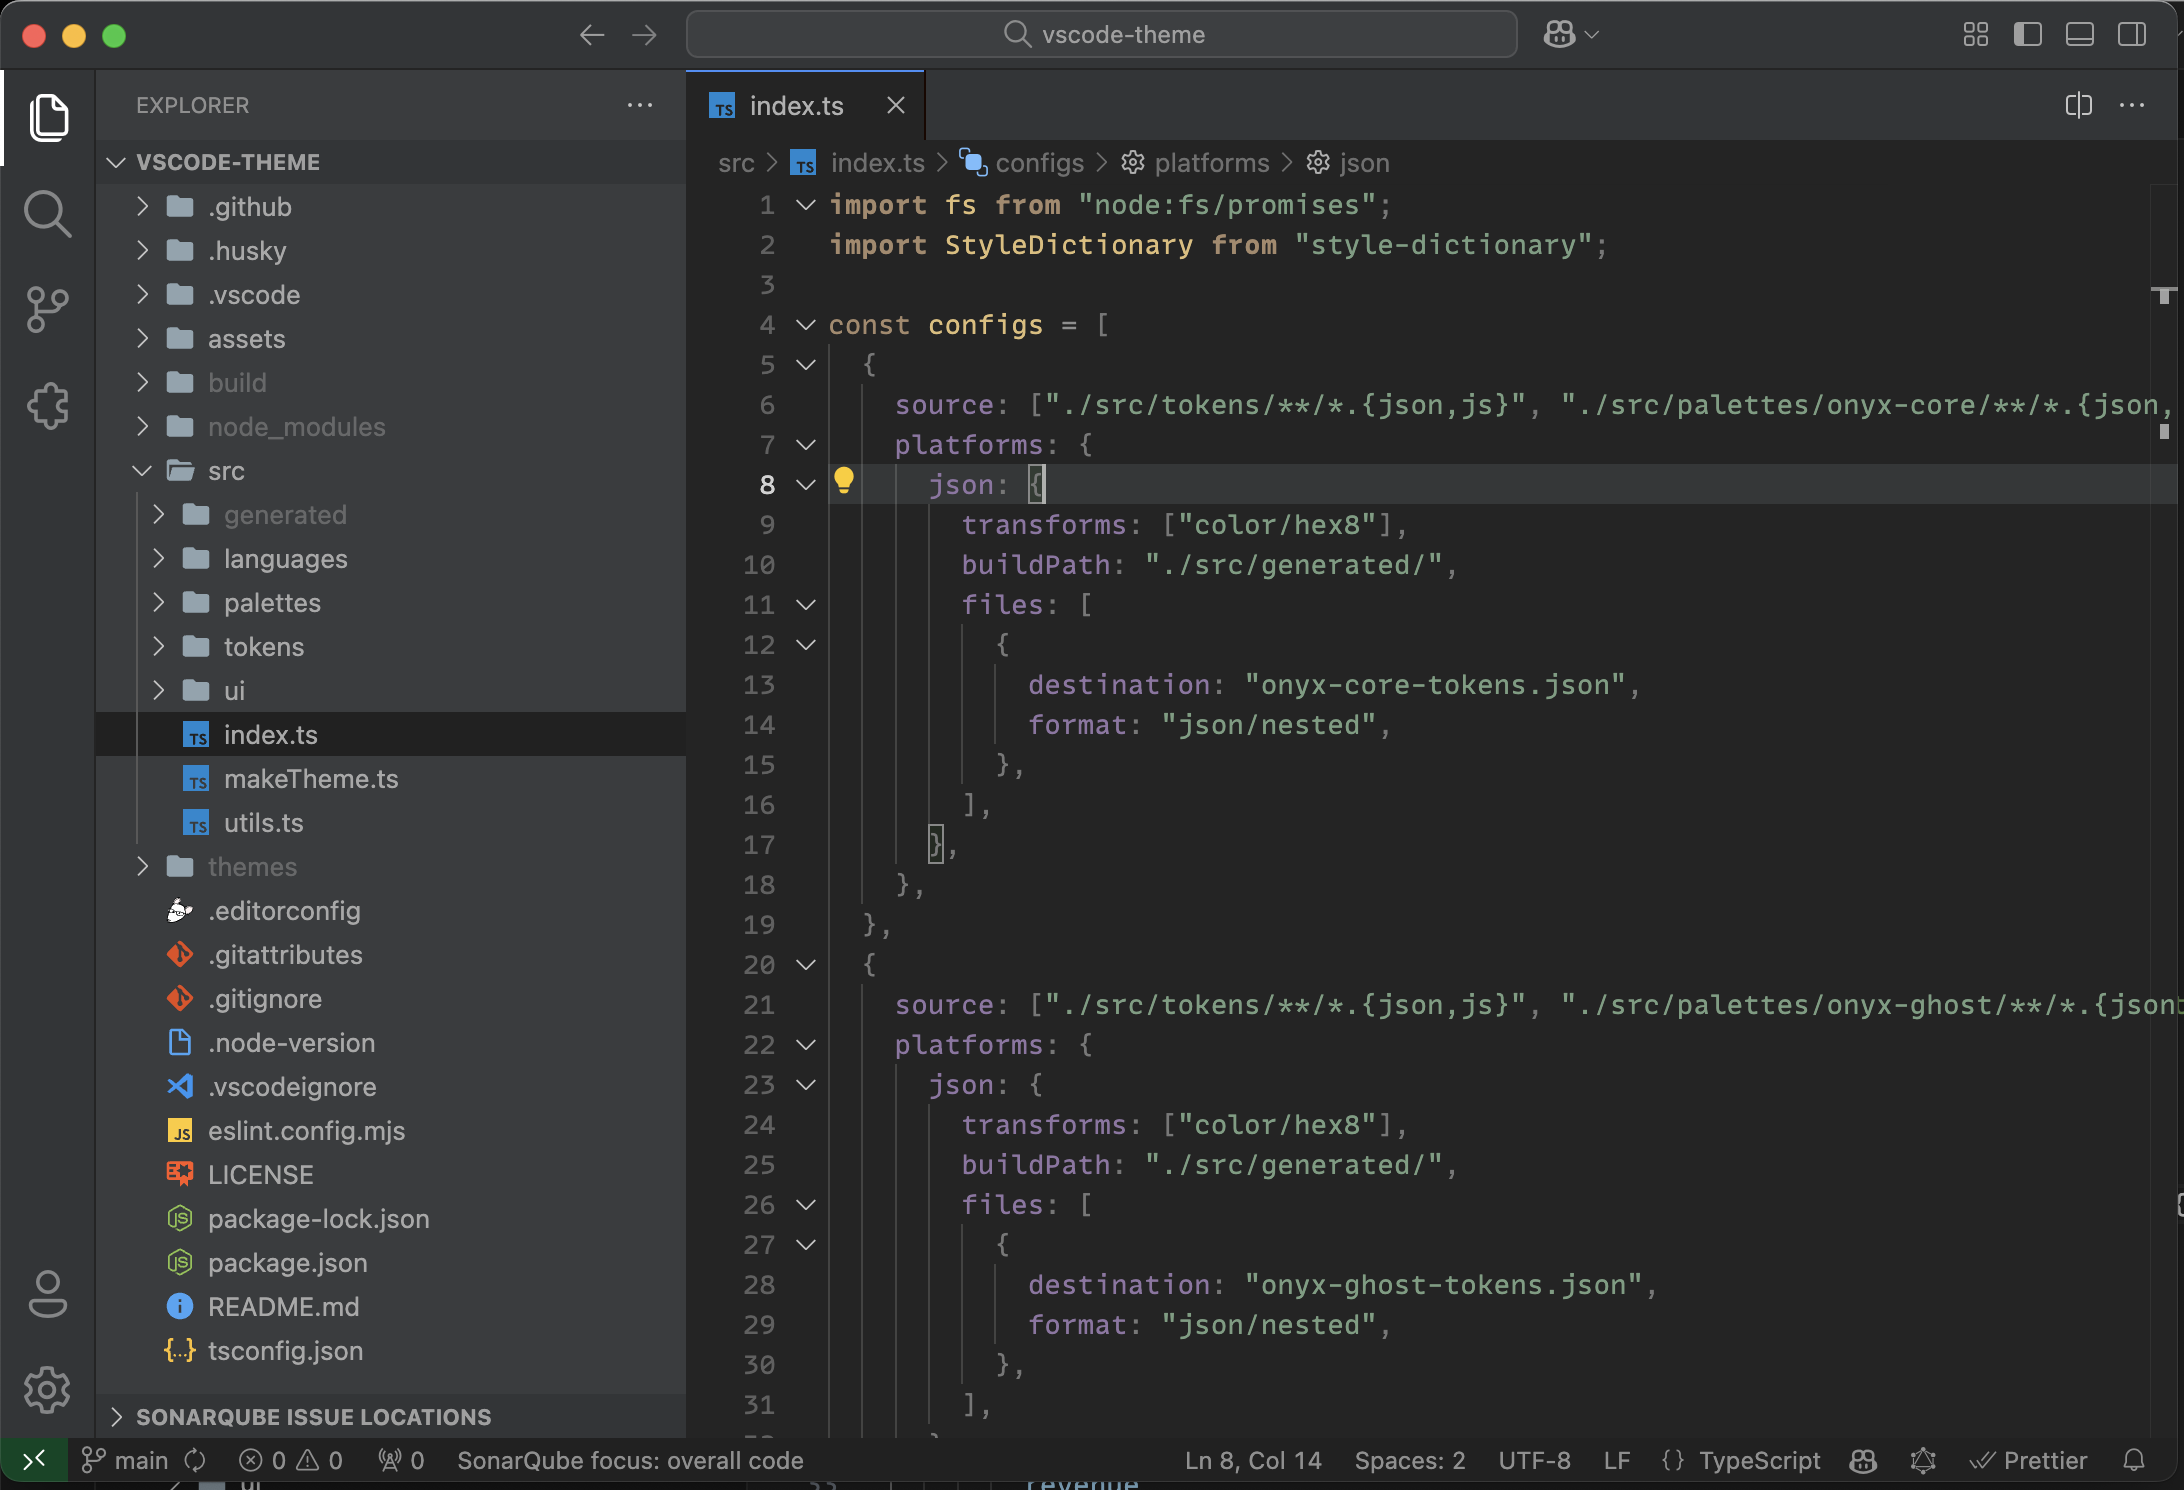 vscode-theme
EXPLORER
VSCODE-THEME
.github
.husky
.vscode
assets
build
node_modules
src
generated
languages
palettes
tokens
ui
TS index.ts
TS makeTheme.ts
TS utils.ts
themes
.editorconfig
.gitattributes
.gitignore
.node-version
.vscodeignore
JS eslint.config.mjs
LICENSE
JS package-lock.json
JS package.json
README.md
{...} tsconfig.json
SONARQUBE ISSUE LOCATIONS
TS index.ts
src > TS index.ts > configs > platforms > json
1 import fs from "node:fs/promises";
2 import StyleDictionary from "style-dictionary";
3
4 const configs = [
5 {
6 source: ["./src/tokens/**/*.{json,js}", "./src/palettes/onyx-core/**/*.{json,
7 platforms: {
8 json: {
9 transforms: ["color/hex8"],
10 buildPath: "./src/generated/",
11 files: [
12 {
13 destination: "onyx-core-tokens.json",
14 format: "json/nested",
15 },
16 ],
17 },
18 },
19 },
20 {
21 source: ["./src/tokens/**/*.{json,js}", "./src/palettes/onyx-ghost/**/*.{json
22 platforms: {
23 json: {
24 transforms: ["color/hex8"],
25 buildPath: "./src/generated/",
26 files: [
27 {
28 destination: "onyx-ghost-tokens.json",
29 format: "json/nested",
30 },
31 ],
main 0 0 0 SonarQube focus: overall code Ln 8, Col 14 Spaces: 2 UTF-8 LF {} TypeScript Prettier
revenue